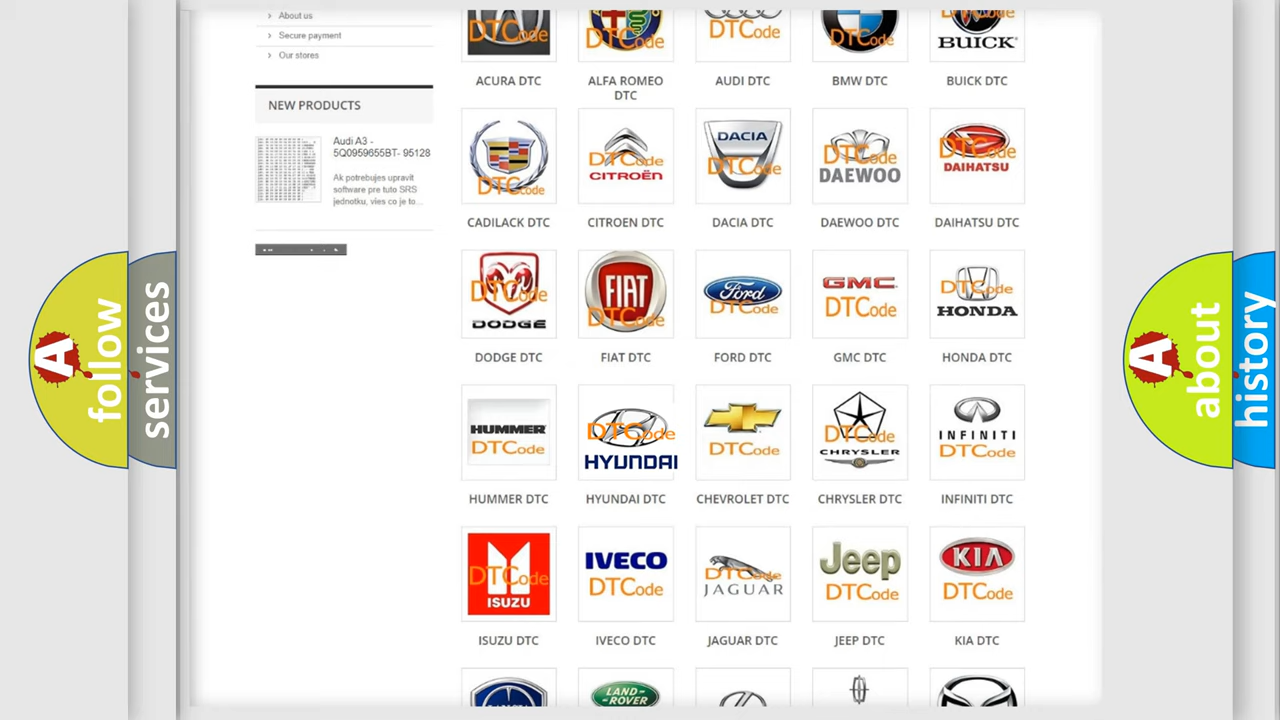 About us
Secure payment
Our stores
NEW PRODUCTS
Audi A3 -
5Q0959655BT- 95128
Ak potrebujes upravit
software pre tuto SRS
jednotku, vies co je to...
DTCode
DTCode
DTCode
DTCode
BUICK
ACURA DTC
ALFA ROMEO
DTC
AUDI DTC
BMW DTC
BUICK DTC
DTCode
DTCode
CITROËN
DACIA
DTCode
DTCode
DAEWOO
DTCode
DAIHATSU
CADILACK DTC
CITROEN DTC
DACIA DTC
DAEWOO DTC
DAIHATSU DTC
DTCode
DODGE
FIAT
DTCode
Ford
DTCode
GMC
DTCode
DTCode
HONDA
DODGE DTC
FIAT DTC
FORD DTC
GMC DTC
HONDA DTC
HUMMER
DTCode
DTCode
HYUNDAI
DTCode
DTCode
CHRYSLER
INFINITI
DTCode
HUMMER DTC
HYUNDAI DTC
CHEVROLET DTC
CHRYSLER DTC
INFINITI DTC
DTCode
ISUZU
IVECO
DTCode
DTCode
JAGUAR
Jeep
DTCode
KIA
DTCode
ISUZU DTC
IVECO DTC
JAGUAR DTC
JEEP DTC
KIA DTC
LAND-
ROVER
A
follow
services
A
about
history